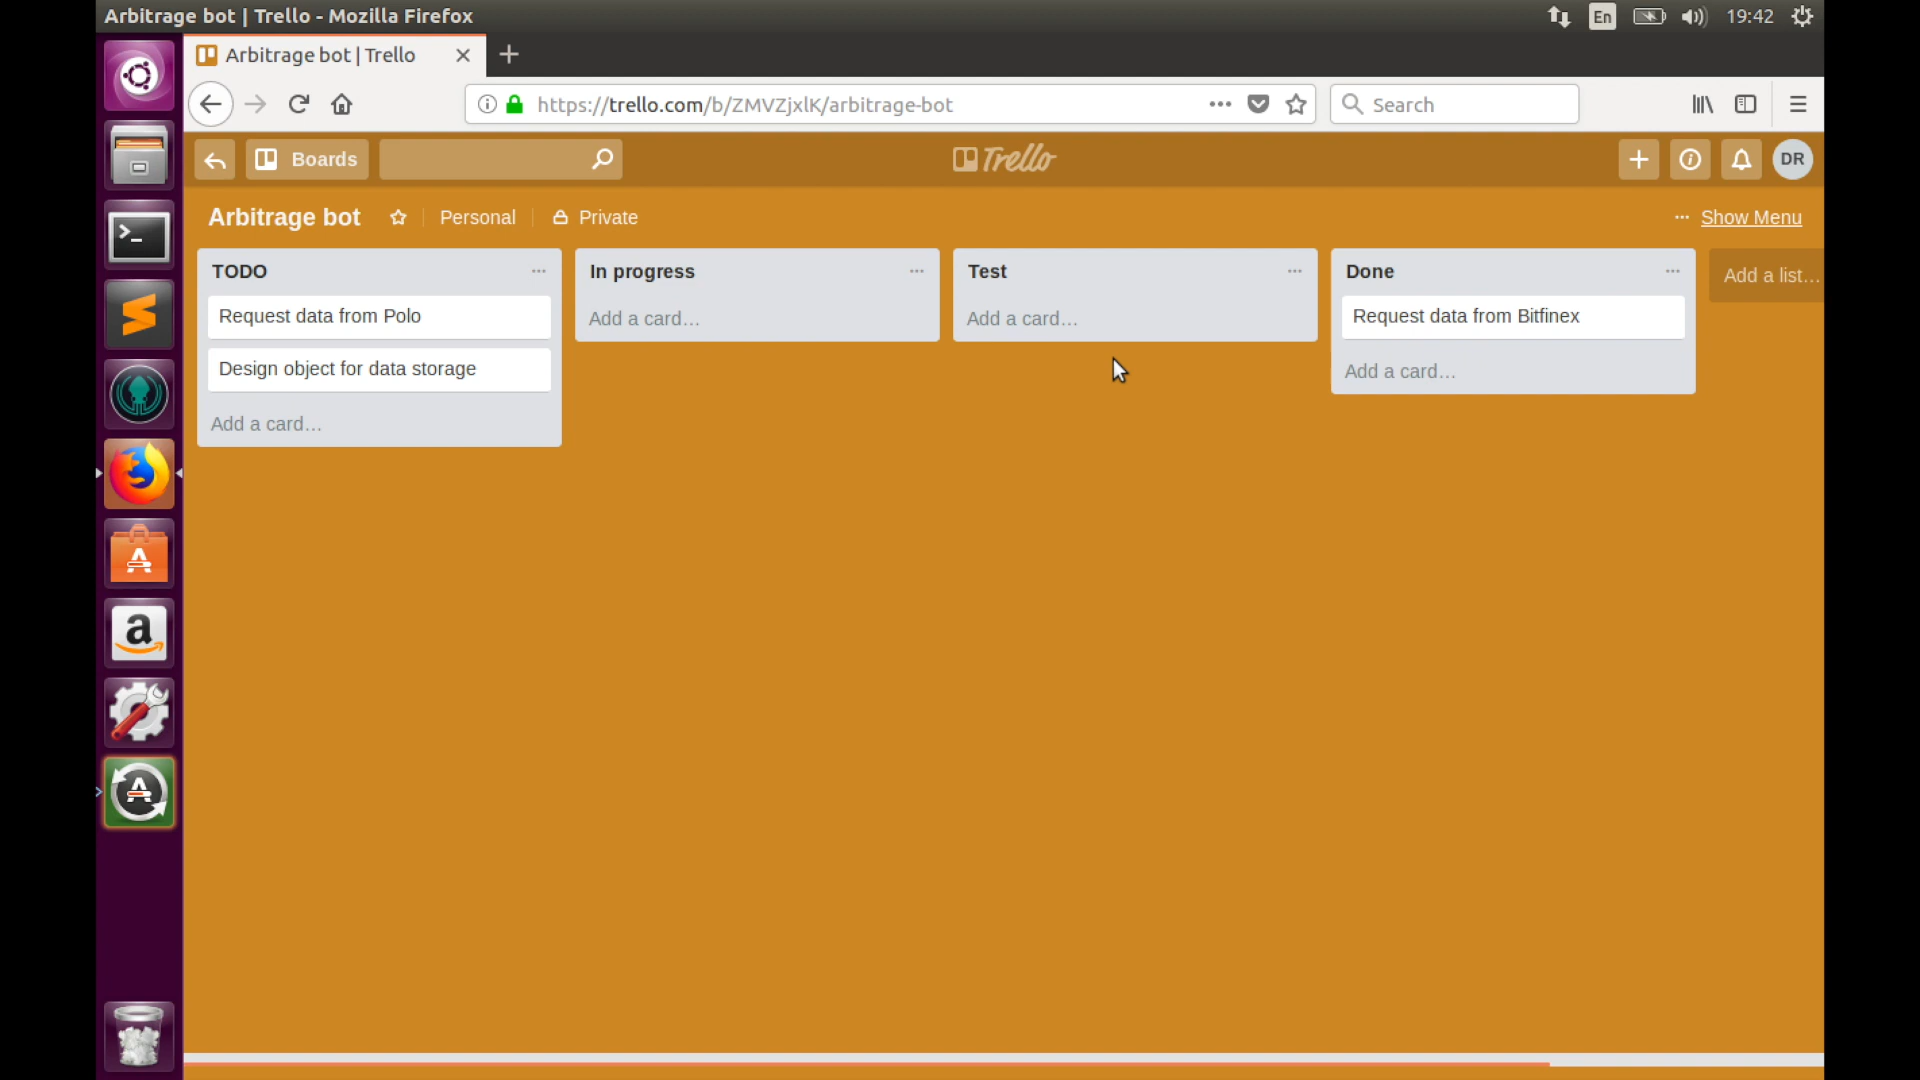 Arbitrage bot | Trello - Mozilla Firefox
En
19:42
Arbitrage bot | Trello
https://trello.com/b/ZMVZjxlK/arbitrage-bot
Search
Boards
Trello
DR
Arbitrage bot
Personal
Private
Show Menu
TODO
Request data from Polo
Design object for data storage
Add a card…
In progress
Add a card…
Test
Add a card…
Done
Request data from Bitfinex
Add a card…
Add a list…